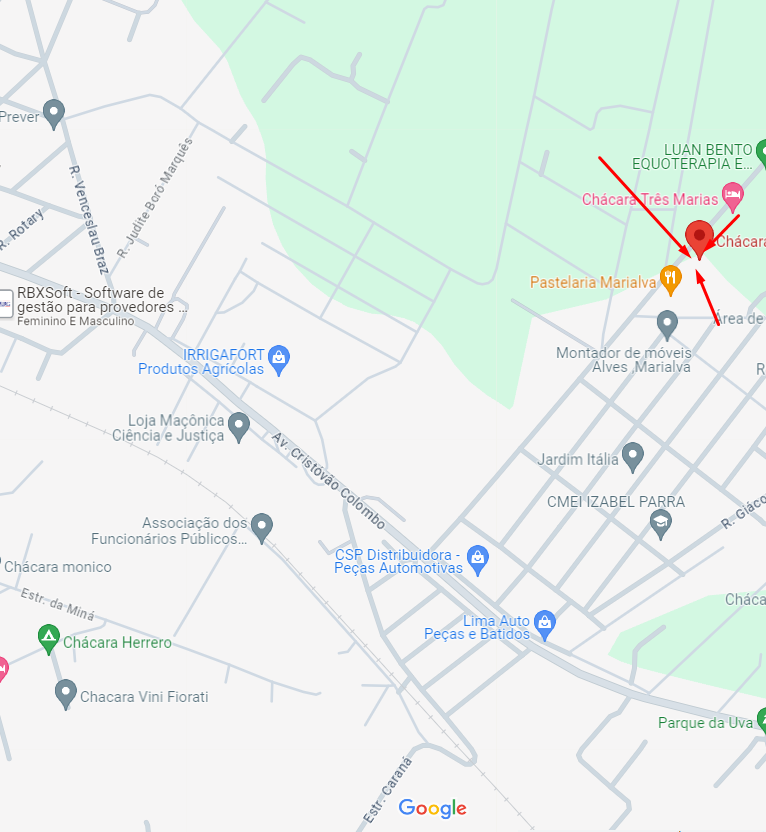 Prever
R. Judite Boró Marquês
R. Venceslau Braz
R. Rotary
LUAN BENTO
EQUOTERAPIA E...
Chácara Três Marias
Chácara
Pastelaria Marialva
Área de
RBXSoft - Software de
gestão para provedores ...
Feminino E Masculino
Montador de móveis
Alves ,Marialva
R
IRRIGAFORT
Produtos Agrícolas
Loja Maçônica
Ciência e Justiça
Av. Cristóvão Colombo
Jardim Itália
CMEI IZABEL PARRA
R. Giáco
Associação dos
Funcionários Públicos...
CSP Distribuidora -
Peças Automotivas
Chácara monico
Estr. da Miná
Lima Auto
Peças e Batidos
Cháca
Chácara Herrero
Chacara Vini Fiorati
Parque da Uva
Estr. Caraná
Google